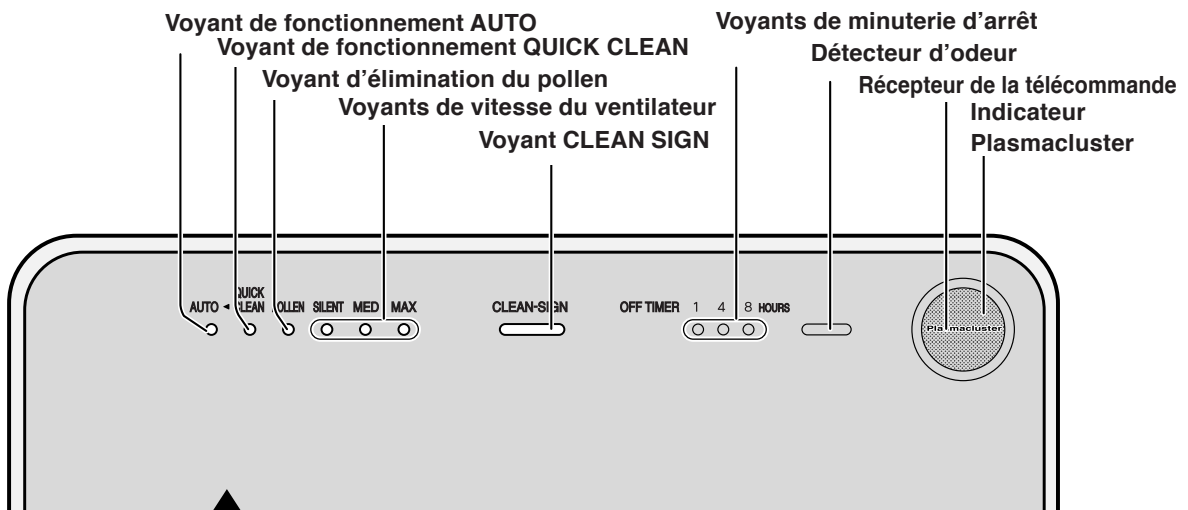 Voyant de fonctionnement AUTO
Voyant de fonctionnement QUICK CLEAN
Voyant d'élimination du pollen
Voyants de vitesse du ventilateur
Voyant CLEAN SIGN
Voyants de minuterie d'arrêt
Détecteur d'odeur
Récepteur de la télécommande
Indicateur
Plasmacluster
AUTO ◄ QUICK
CLEAN POLLEN SILENT MED MAX
CLEAN-SIGN
OFF TIMER 1 4 8 HOURS
Plasmacluster